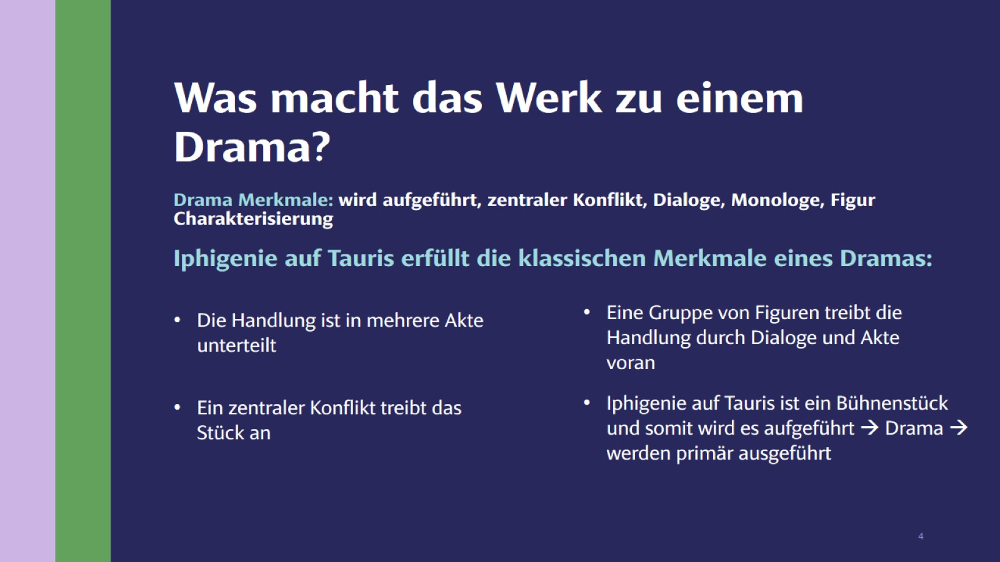 Was macht das Werk zu einem
Drama?
Drama Merkmale: wird aufgeführt, zentraler Konflikt, Dialoge, Monologe, Figur
Charakterisierung
Iphigenie auf Tauris erfüllt die klassischen Merkmale eines Dramas:
• Die Handlung ist in mehrere Akte
unterteilt
• Ein zentraler Konflikt treibt das
Stück an
• Eine Gruppe von Figuren treibt die
Handlung durch Dialoge und Akte
voran
• Iphigenie auf Tauris ist ein Bühnenstück
und somit wird es aufgeführt → Drama →
werden primär ausgeführt
4